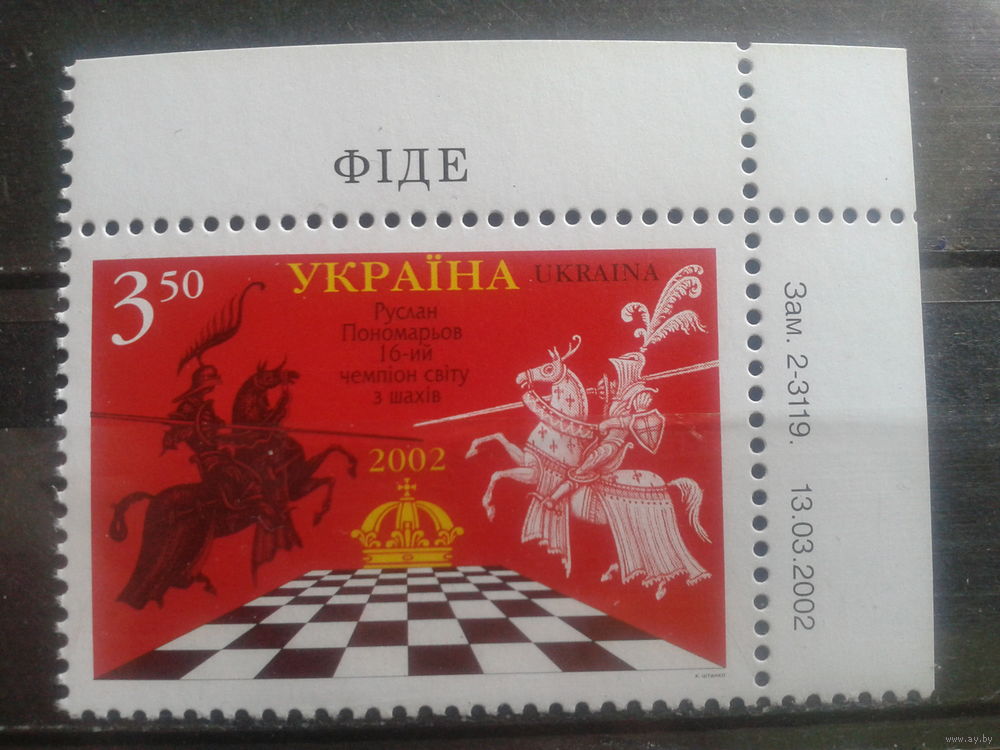 ФІДЕ
3 50
УКРАЇНА UKRAINA
Руслан
Пономарьов
16-ий
чемпіон світу
з шахів
2002
К. ШТАНКО
Зам. 2-3119. 13.03.2002
www.ay.by